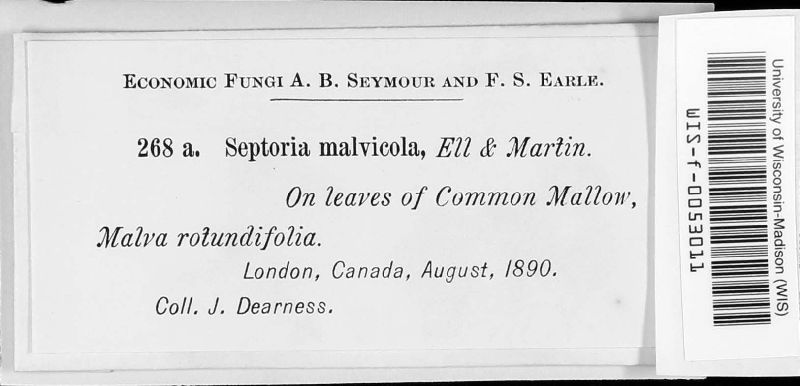 ECONOMIC FUNGI A. B. SEYMOUR AND F. S. EARLE.
268 a. Septoria malvicola, Ell & Martin.
On leaves of Common Mallow,
Malva rotundifolia.
London, Canada, August, 1890.
Coll. J. Dearness.
University of Wisconsin-Madison (WIS)
WIS-f-0053011